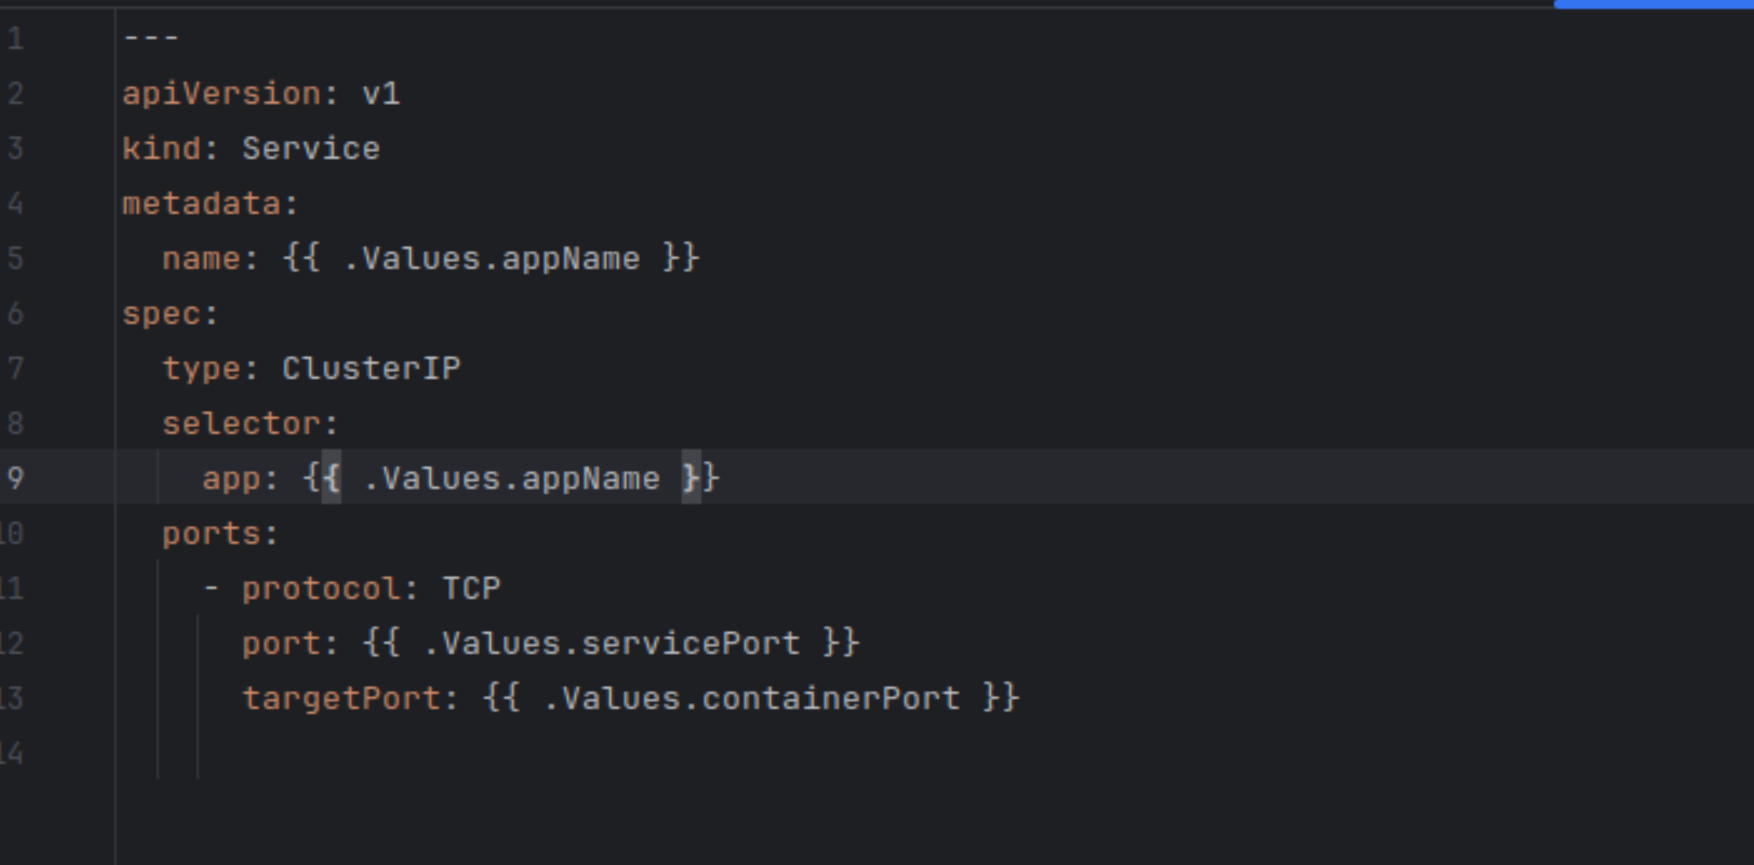 1 ---
2 apiVersion: v1
3 kind: Service
4 metadata:
5   name: {{ .Values.appName }}
6 spec:
7   type: ClusterIP
8   selector:
9     app: {{ .Values.appName }}
10   ports:
11     - protocol: TCP
12       port: {{ .Values.servicePort }}
13       targetPort: {{ .Values.containerPort }}
14